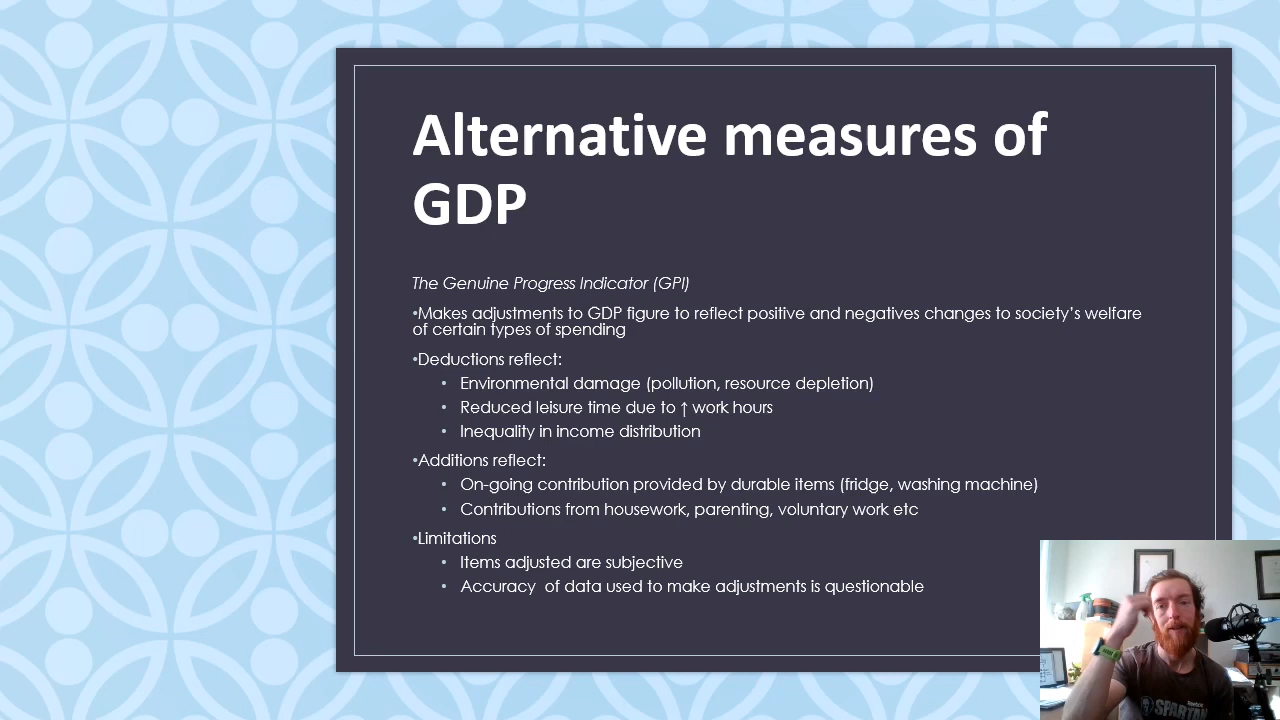 Alternative measures of
GDP
The Genuine Progress Indicator (GPI)
•Makes adjustments to GDP figure to reflect positive and negatives changes to society’s welfare
of certain types of spending
•Deductions reflect:
• Environmental damage (pollution, resource depletion)
• Reduced leisure time due to ↑ work hours
• Inequality in income distribution
•Additions reflect:
• On-going contribution provided by durable items (fridge, washing machine)
• Contributions from housework, parenting, voluntary work etc
•Limitations
• Items adjusted are subjective
• Accuracy  of data used to make adjustments is questionable
SPARTAN